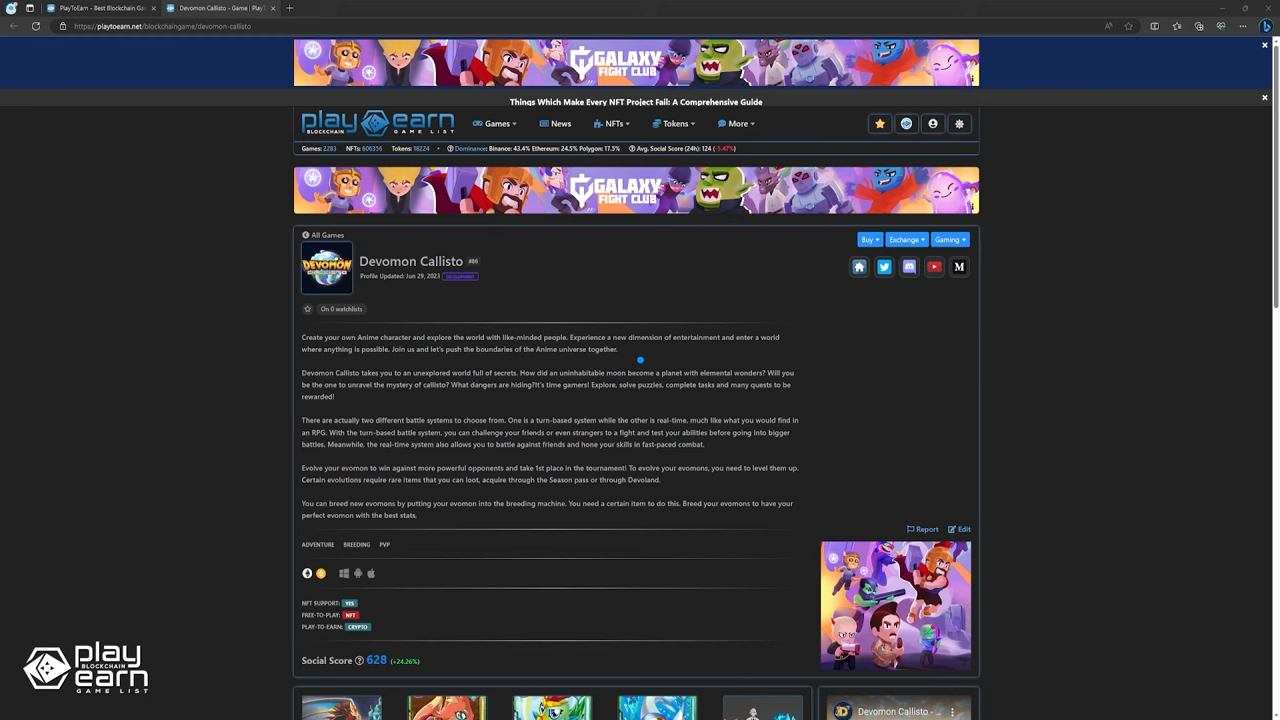 PlayToEarn - Best Blockchain Ga
Devomon Callisto - Game | Play
https://playtoearn.net/blockchaingame/devomon-callisto
GALAXY
FIGHT CLUB
Things Which Make Every NFT Project Fail: A Comprehensive Guide
play earn
BLOCKCHAIN GAME LIST
Games
News
NFTs
Tokens
More
Games: 2283 NFTs: 606356 Tokens: 18224 • Dominance: Binance: 43.4% Ethereum: 24.5% Polygon: 17.5% Avg. Social Score (24h): 124 (-5.47%)
GALAXY
FIGHT CLUB
All Games
Buy
Exchange
Gaming
DEVOMON
Devomon Callisto #86
Profile Updated: Jun 29, 2023 DEVELOPMENT
On 0 watchlists
Create your own Anime character and explore the world with like-minded people. Experience a new dimension of entertainment and enter a world
where anything is possible. Join us and let's push the boundaries of the Anime universe together.
Devomon Callisto takes you to an unexplored world full of secrets. How did an uninhabitable moon become a planet with elemental wonders? Will you
be the one to unravel the mystery of callisto? What dangers are hiding?It's time gamers! Explore, solve puzzles, complete tasks and many quests to be
rewarded!
There are actually two different battle systems to choose from. One is a turn-based system while the other is real-time, much like what you would find in
an RPG. With the turn-based battle system, you can challenge your friends or even strangers to a fight and test your abilities before going into bigger
battles. Meanwhile, the real-time system also allows you to battle against friends and hone your skills in fast-paced combat.
Evolve your evomon to win against more powerful opponents and take 1st place in the tournament! To evolve your evomons, you need to level them up.
Certain evolutions require rare items that you can loot, acquire through the Season pass or through Devoland.
You can breed new evomons by putting your evomon into the breeding machine. You need a certain item to do this. Breed your evomons to have your
perfect evomon with the best stats.
Report
Edit
ADVENTURE BREEDING PVP
NFT SUPPORT: YES
FREE-TO-PLAY: NFT
PLAY-TO-EARN: CRYPTO
Social Score 628 (+24.26%)
play
BLOCKCHAIN
earn
GAME LIST
Devomon Callisto - ...